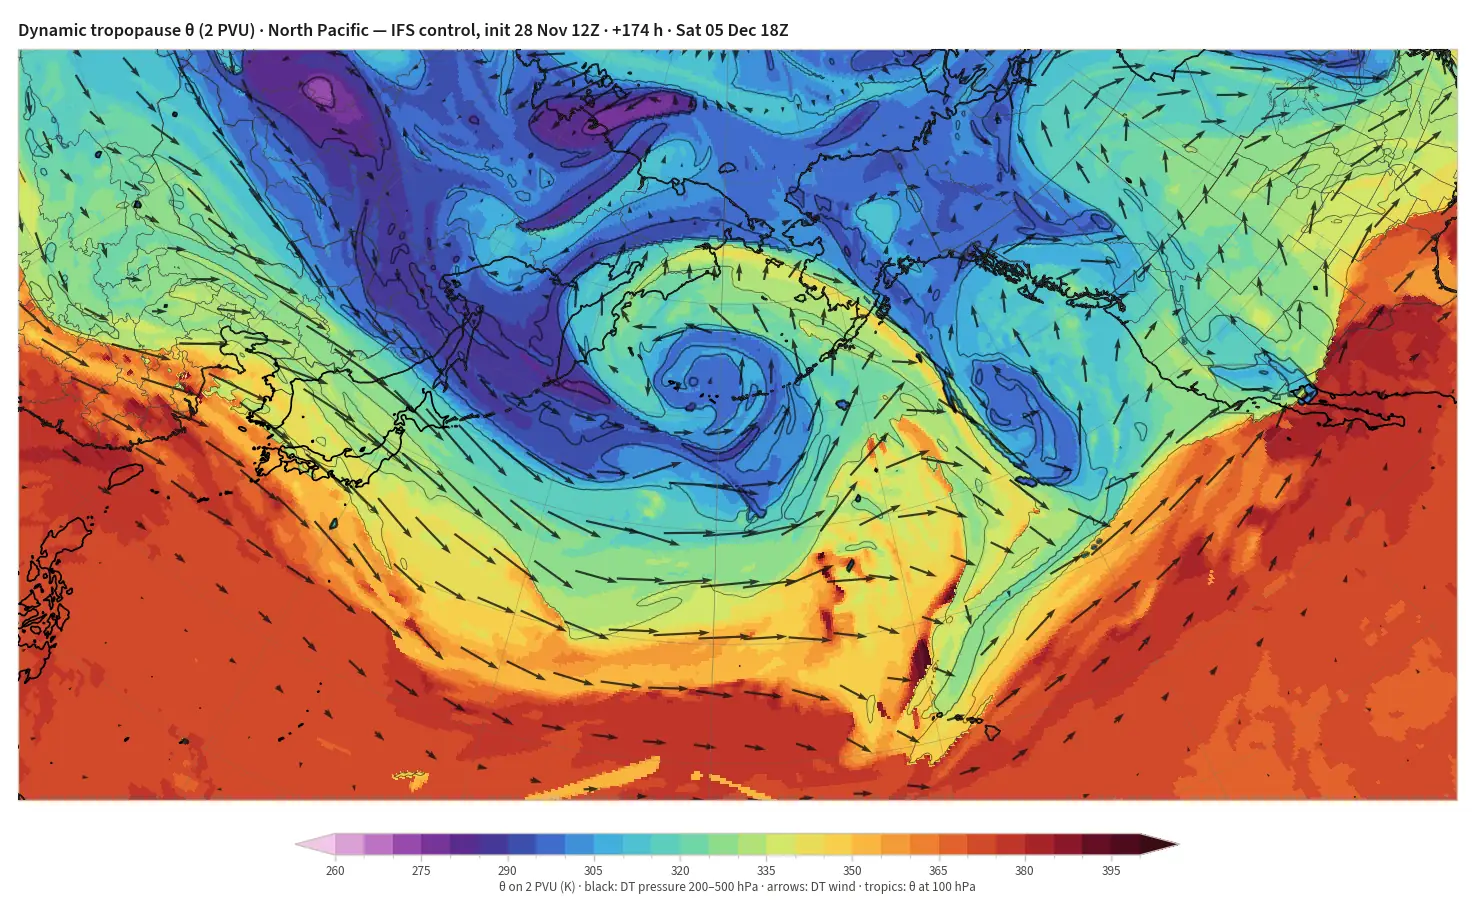 Dynamic tropopause θ (2 PVU) · North Pacific — IFS control, init 28 Nov 12Z · +174 h · Sat 05 Dec 18Z
260 275 290 305 320 335 350 365 380 395
θ on 2 PVU (K) · black: DT pressure 200–500 hPa · arrows: DT wind · tropics: θ at 100 hPa